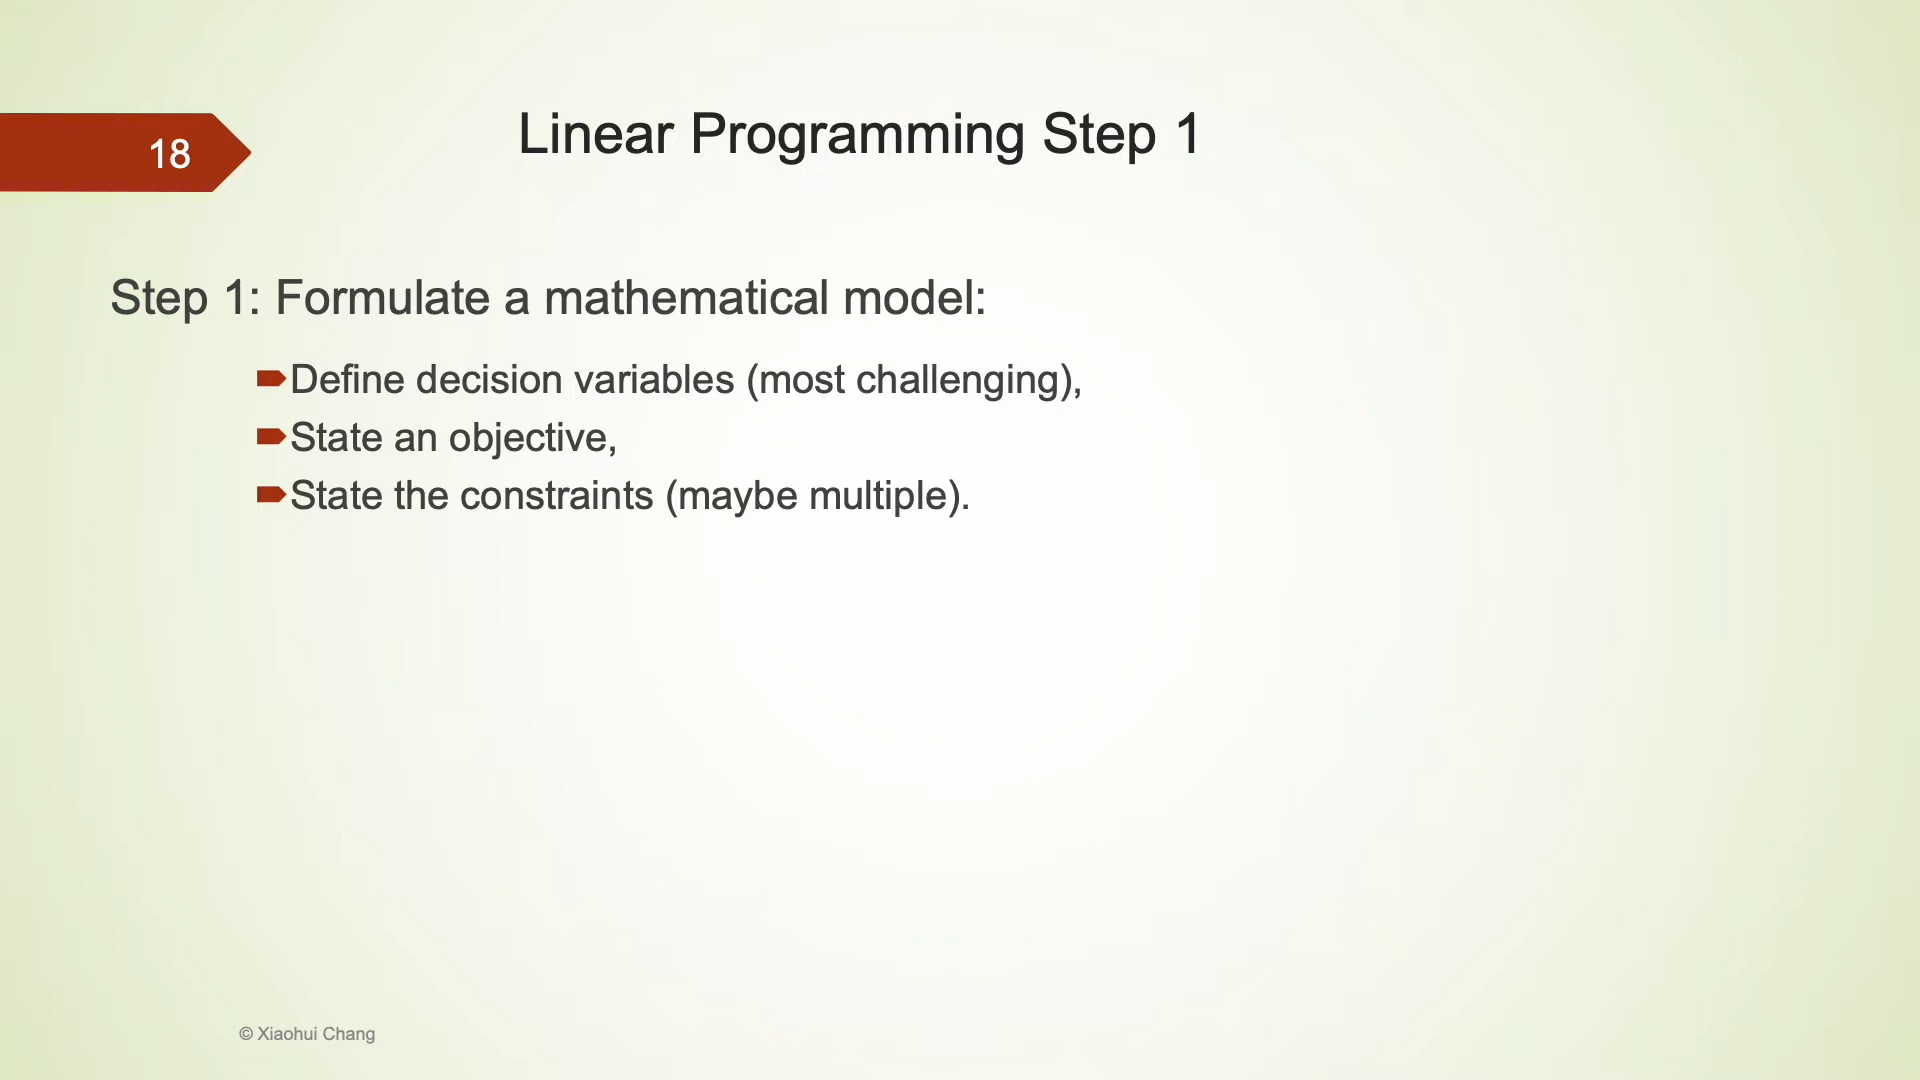 18
Linear Programming Step 1
Step 1: Formulate a mathematical model:
Define decision variables (most challenging),
State an objective,
State the constraints (maybe multiple).
© Xiaohui Chang